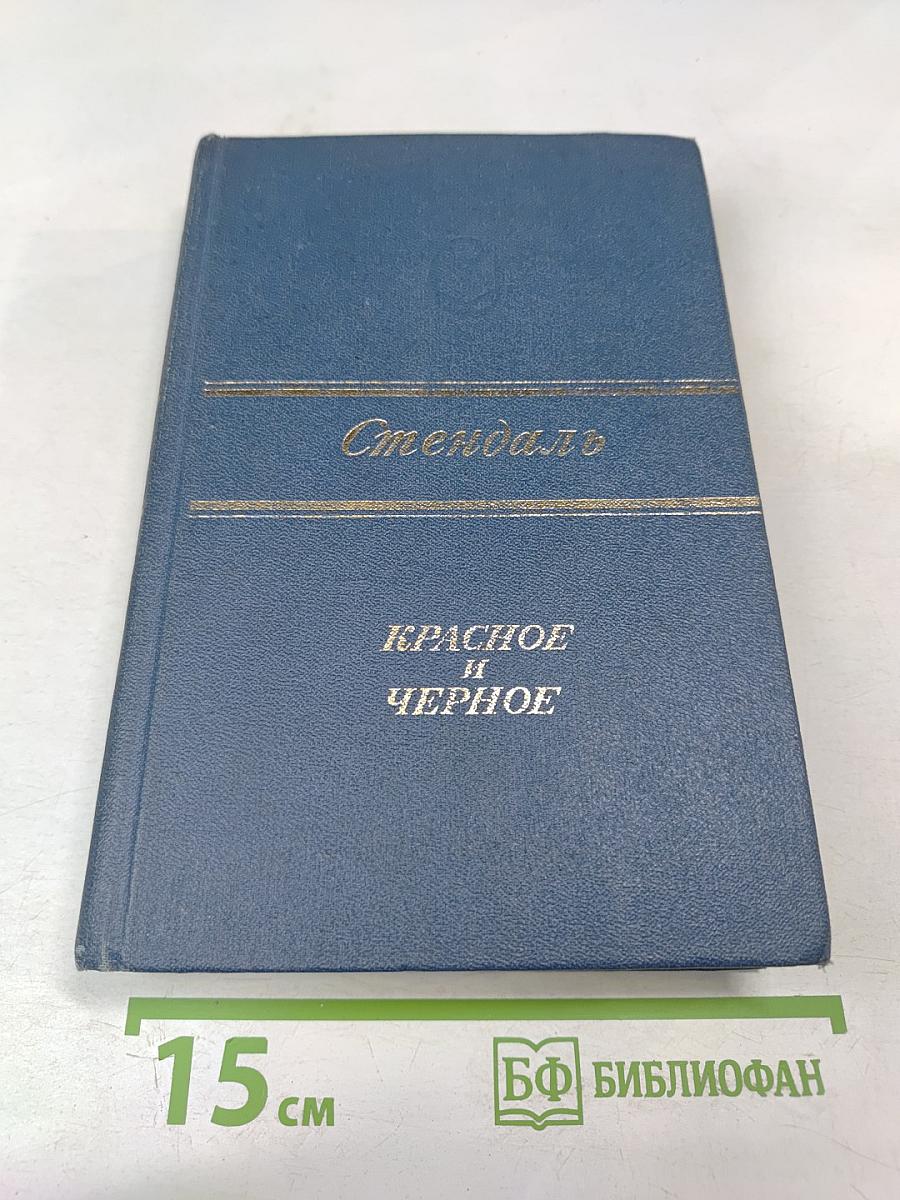 Стендаль
КРАСНОЕ
и
ЧЕРНОЕ
15 см
БФ БИБЛИОФАН